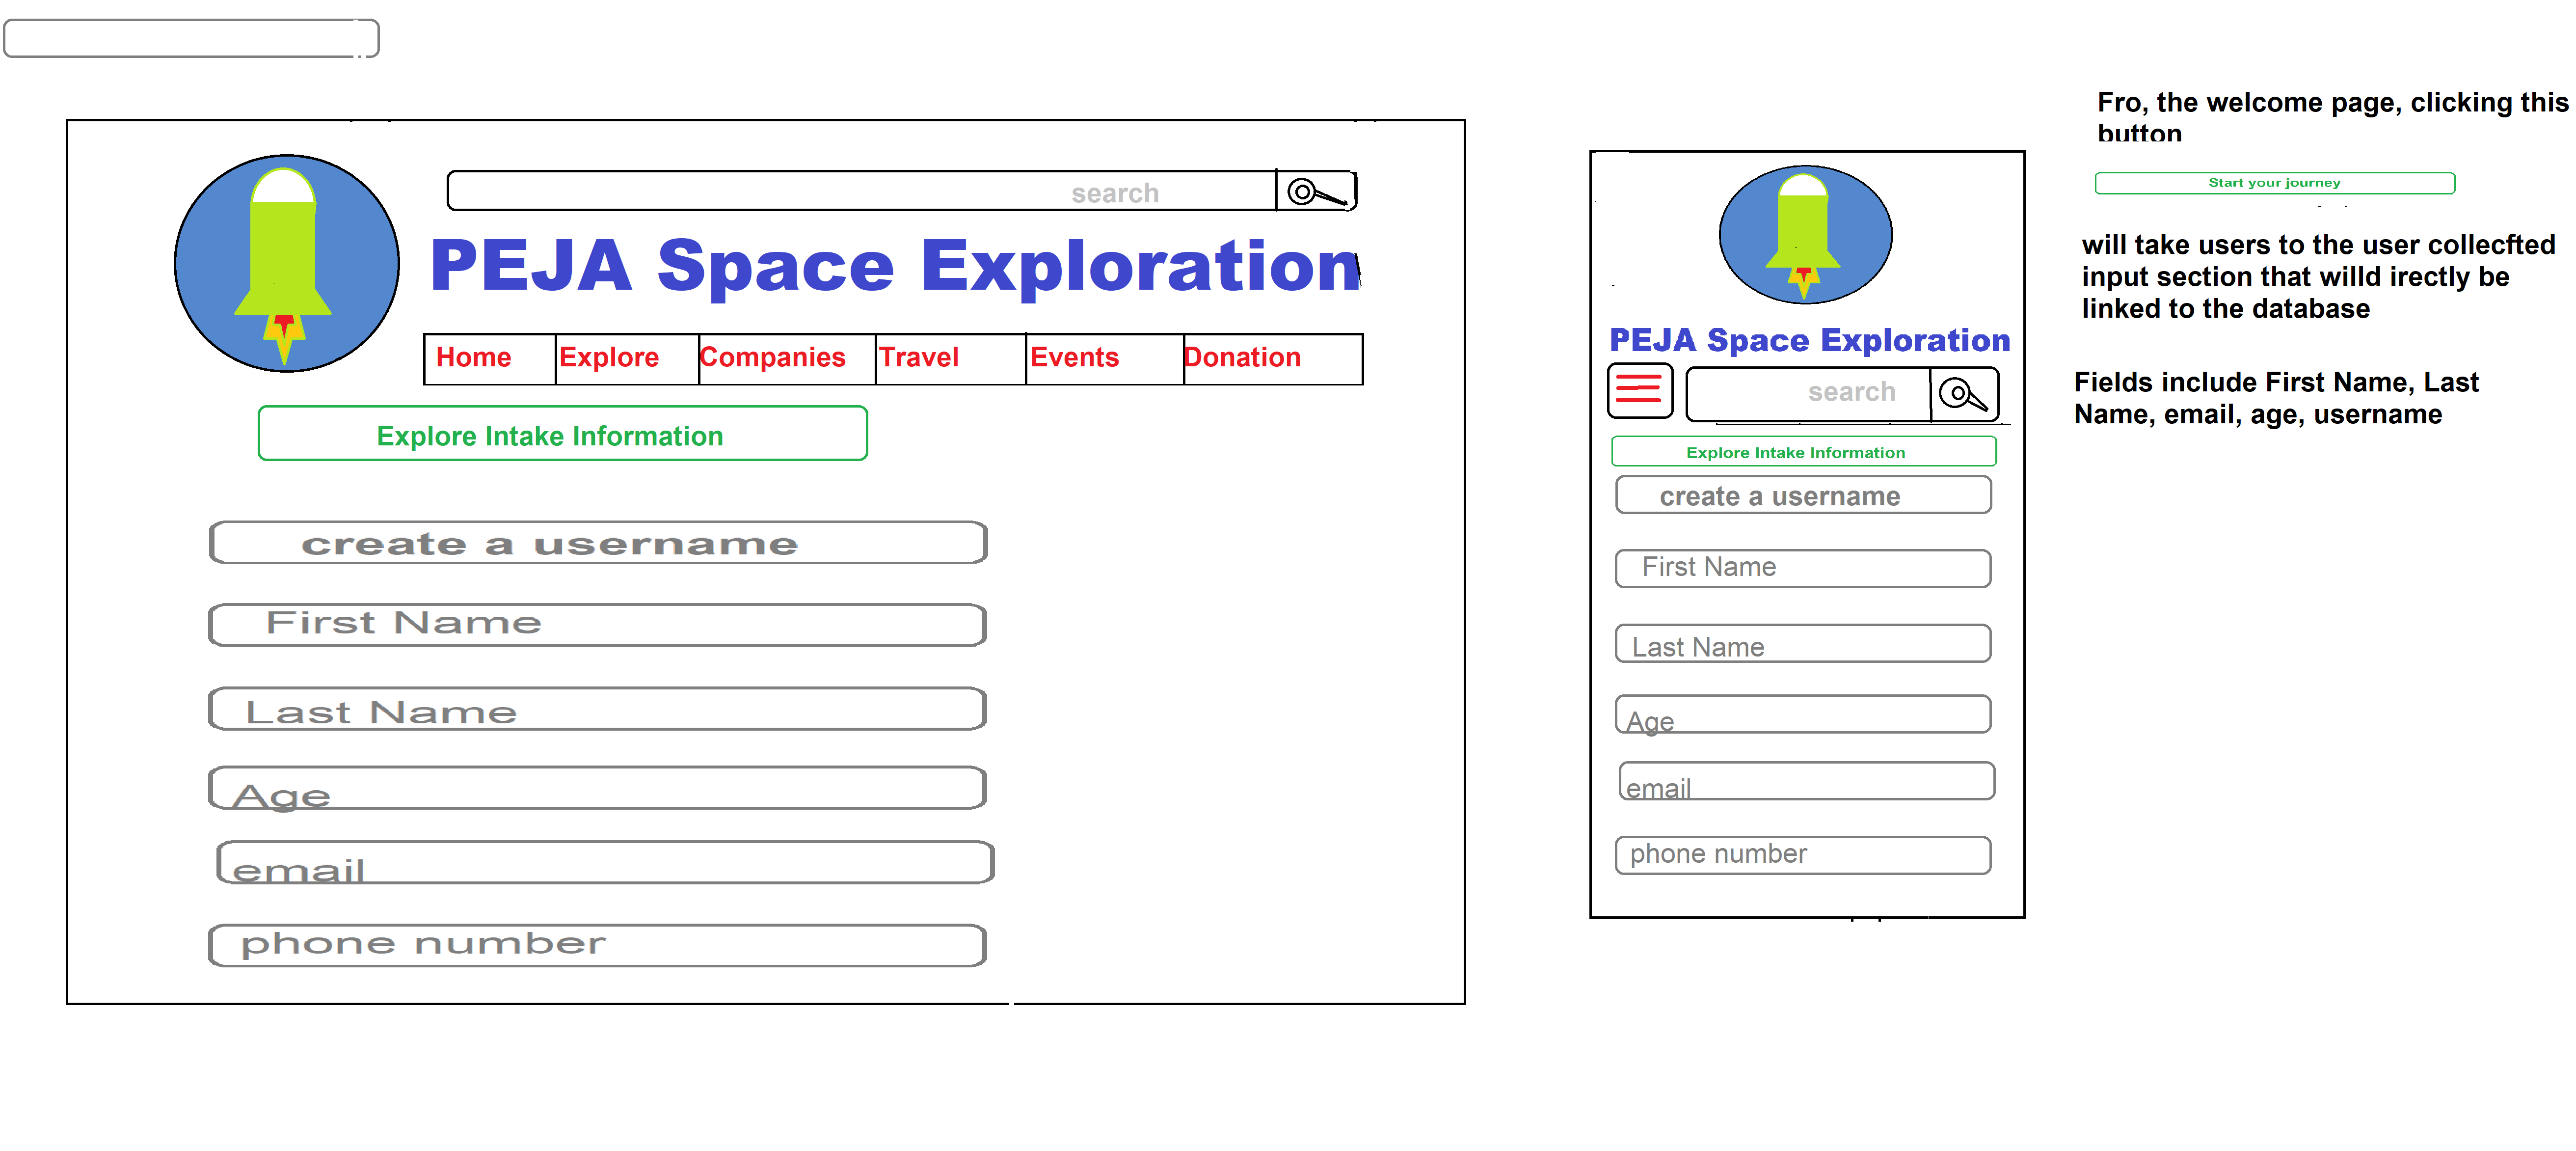 search
PEJA Space Exploration
Home Explore Companies Travel Events Donation
Explore Intake Information
create a username
First Name
Last Name
Age
email
phone number
PEJA Space Exploration
search
Explore Intake Information
create a username
First Name
Last Name
Age
email
phone number
Fro, the welcome page, clicking this
button
Start your journey
will take users to the user collecfted
input section that willd irectly be
linked to the database
Fields include First Name, Last
Name, email, age, username